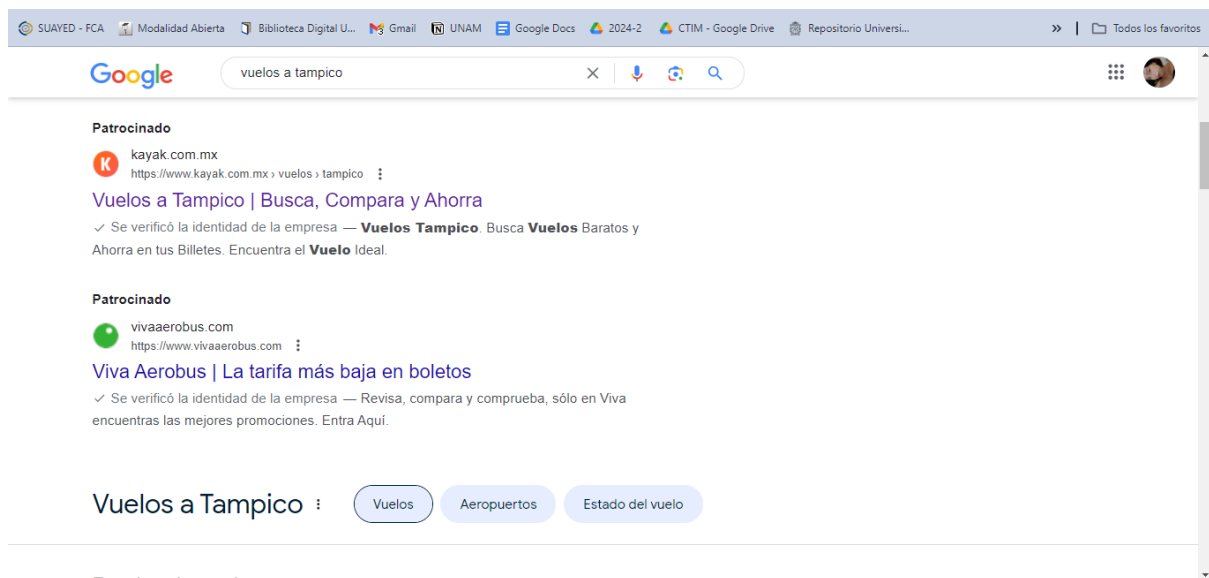 SUAYED - FCA Modalidad Abierta Biblioteca Digital U... Gmail UNAM Google Docs 2024-2 CTIM - Google Drive Repositorio Universi... » Todos los favoritos
Google vuelos a tampico
Patrocinado
K
kayak.com.mx
https://www.kayak.com.mx › vuelos › tampico
Vuelos a Tampico | Busca, Compara y Ahorra
Se verificó la identidad de la empresa — Vuelos Tampico. Busca Vuelos Baratos y
Ahorra en tus Billetes. Encuentra el Vuelo Ideal.
Patrocinado
vivaaerobus.com
https://www.vivaaerobus.com
Viva Aerobus | La tarifa más baja en boletos
Se verificó la identidad de la empresa — Revisa, compara y comprueba, sólo en Viva
encuentras las mejores promociones. Entra Aquí.
Vuelos a Tampico Vuelos Aeropuertos Estado del vuelo